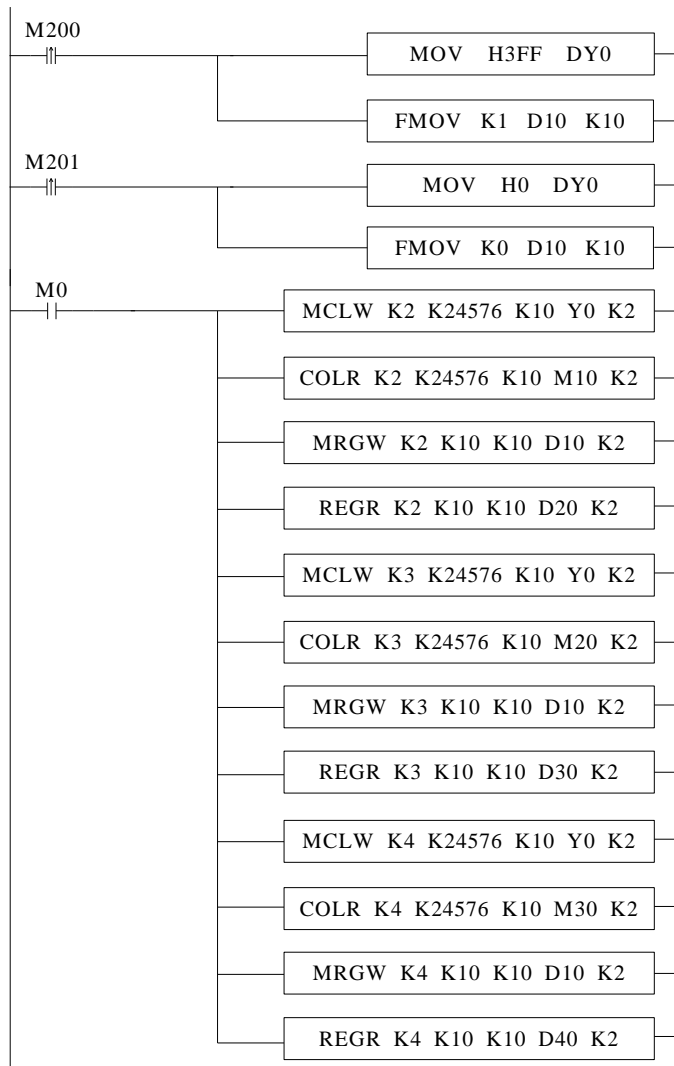 M200
MOV H3FF DY0
FMOV K1 D10 K10
M201
MOV H0 DY0
FMOV K0 D10 K10
M0
MCLW K2 K24576 K10 Y0 K2
COLR K2 K24576 K10 M10 K2
MRGW K2 K10 K10 D10 K2
REGR K2 K10 K10 D20 K2
MCLW K3 K24576 K10 Y0 K2
COLR K3 K24576 K10 M20 K2
MRGW K3 K10 K10 D10 K2
REGR K3 K10 K10 D30 K2
MCLW K4 K24576 K10 Y0 K2
COLR K4 K24576 K10 M30 K2
MRGW K4 K10 K10 D10 K2
REGR K4 K10 K10 D40 K2